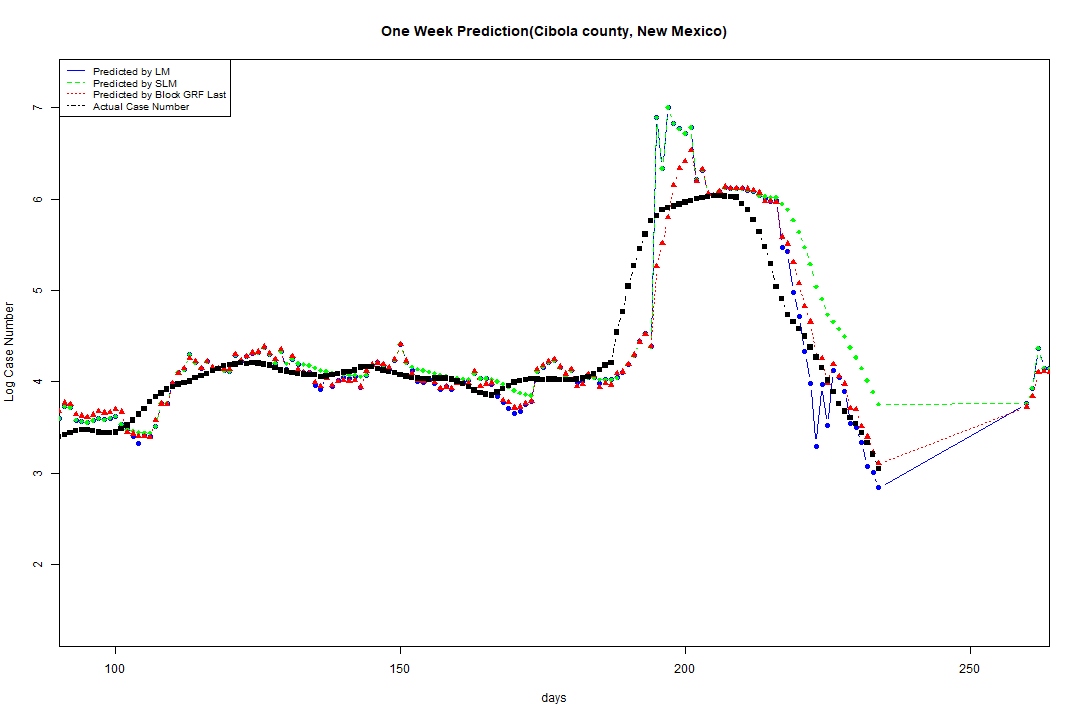 One Week Prediction(Cibola county, New Mexico)
Predicted by LM
Predicted by SLM
Predicted by Block GRF Last
Actual Case Number
7
6
5
4
3
2
Log Case Number
100
150
200
250
days